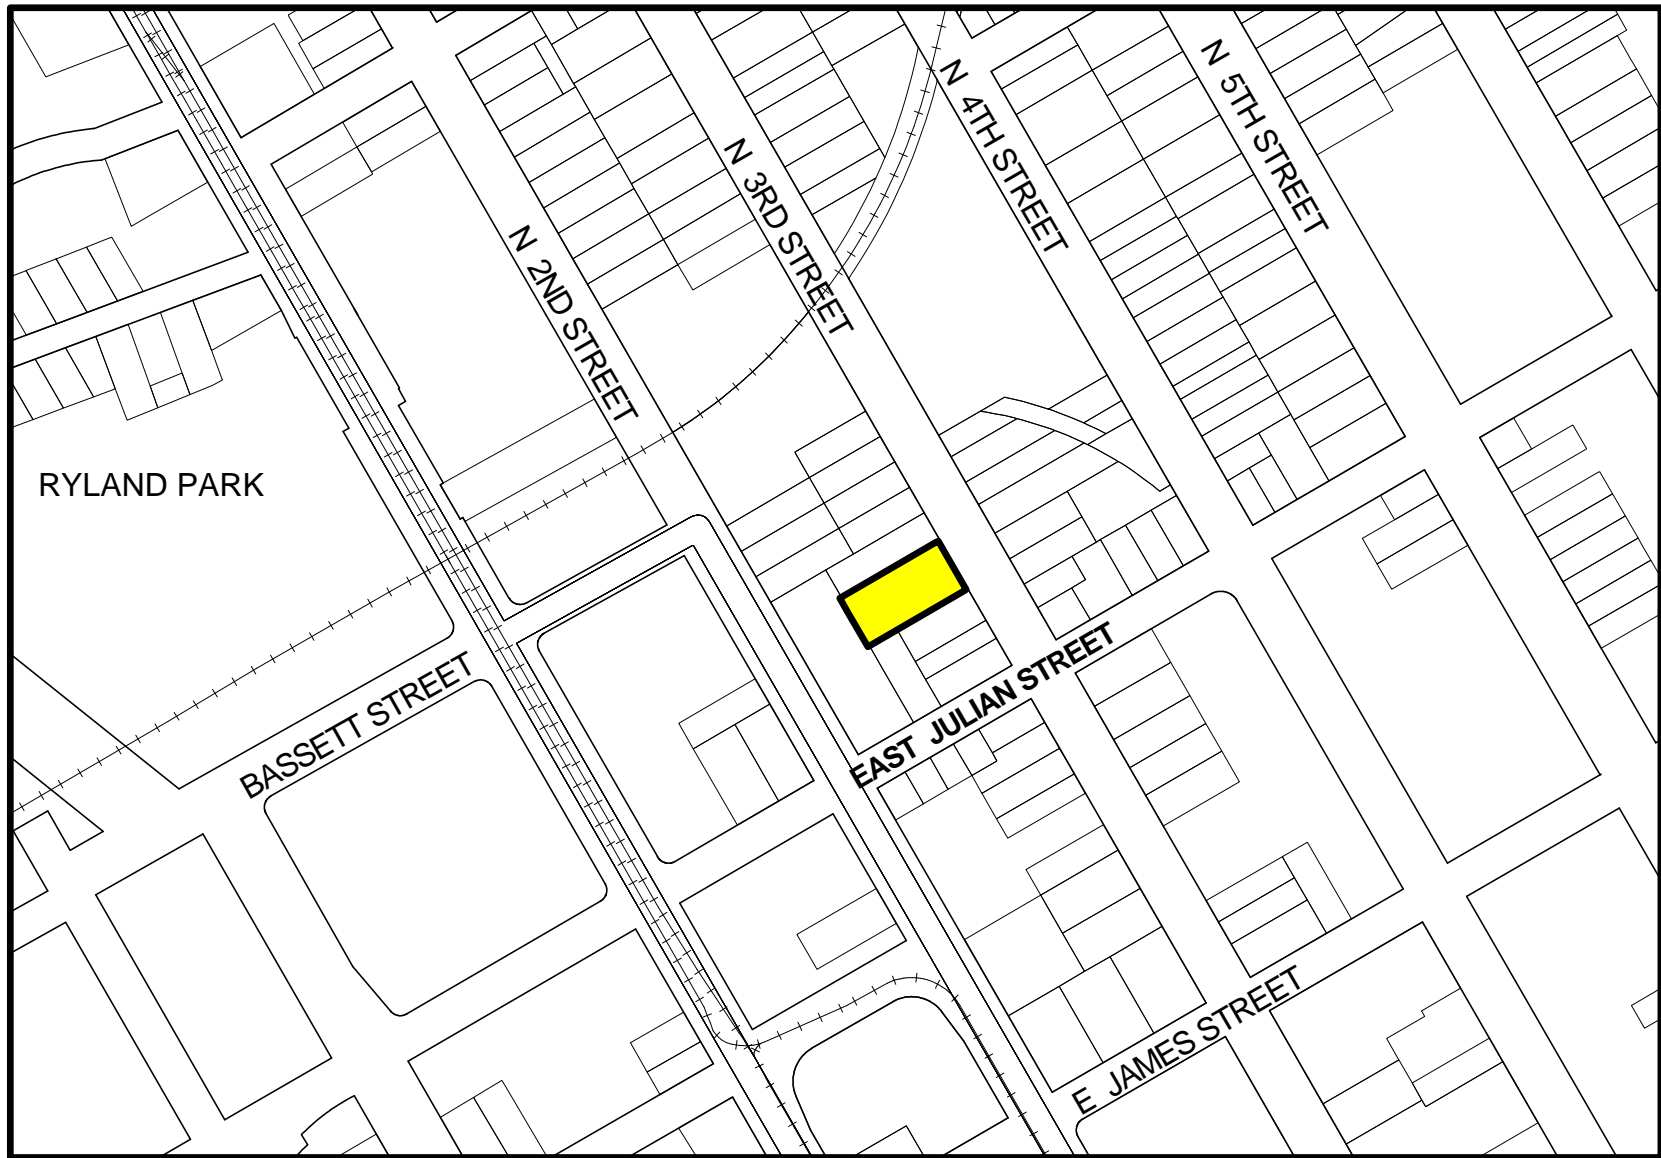 N 5TH STREET
N 4TH STREET
N 3RD STREET
N 2ND STREET
RYLAND PARK
EAST JULIAN STREET
BASSETT STREET
E JAMES STREET